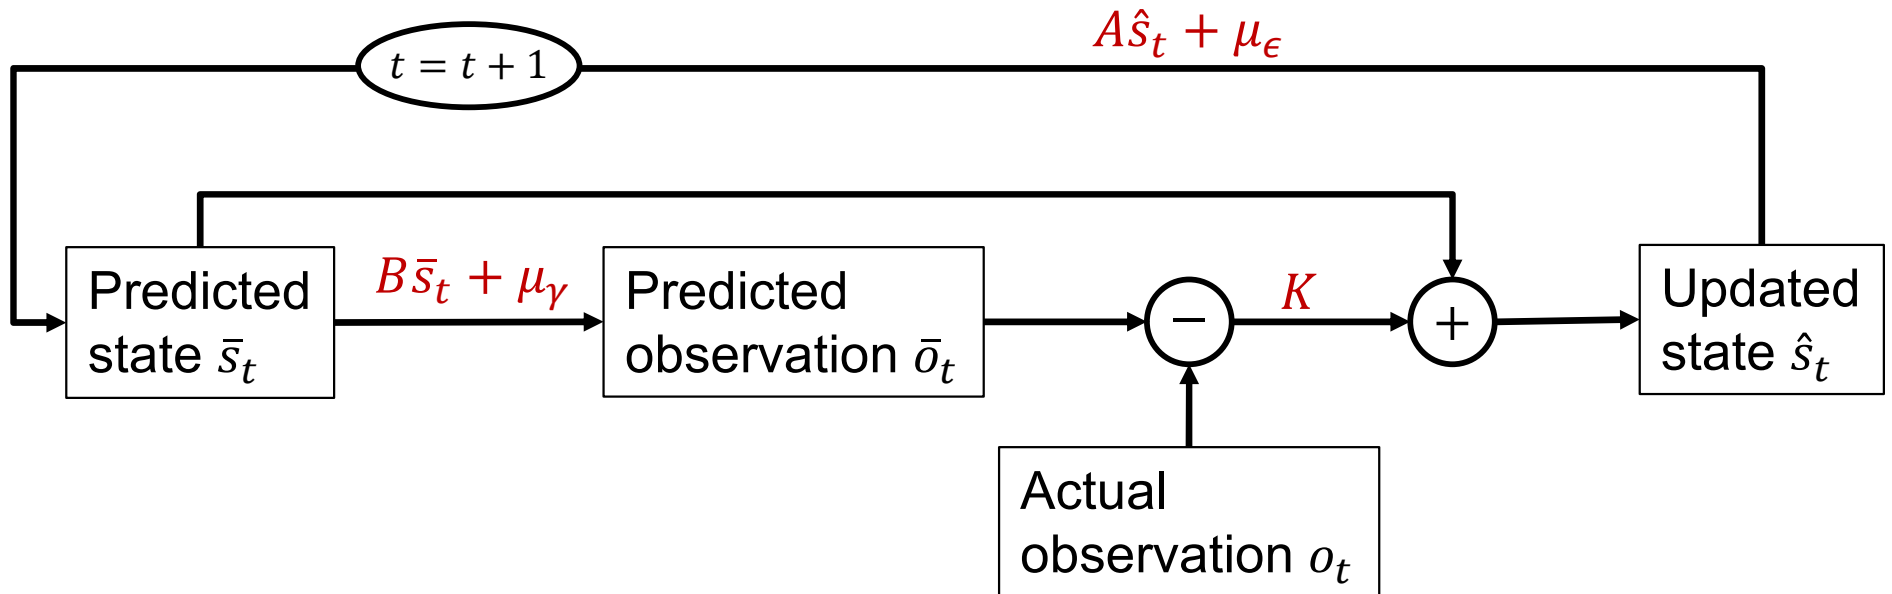 Aŝ_t + μ_ϵ
t = t + 1
Predicted
state s̄_t
Bs̄_t + μ_γ
Predicted
observation ō_t
−
K
+
Updated
state ŝ_t
Actual
observation o_t